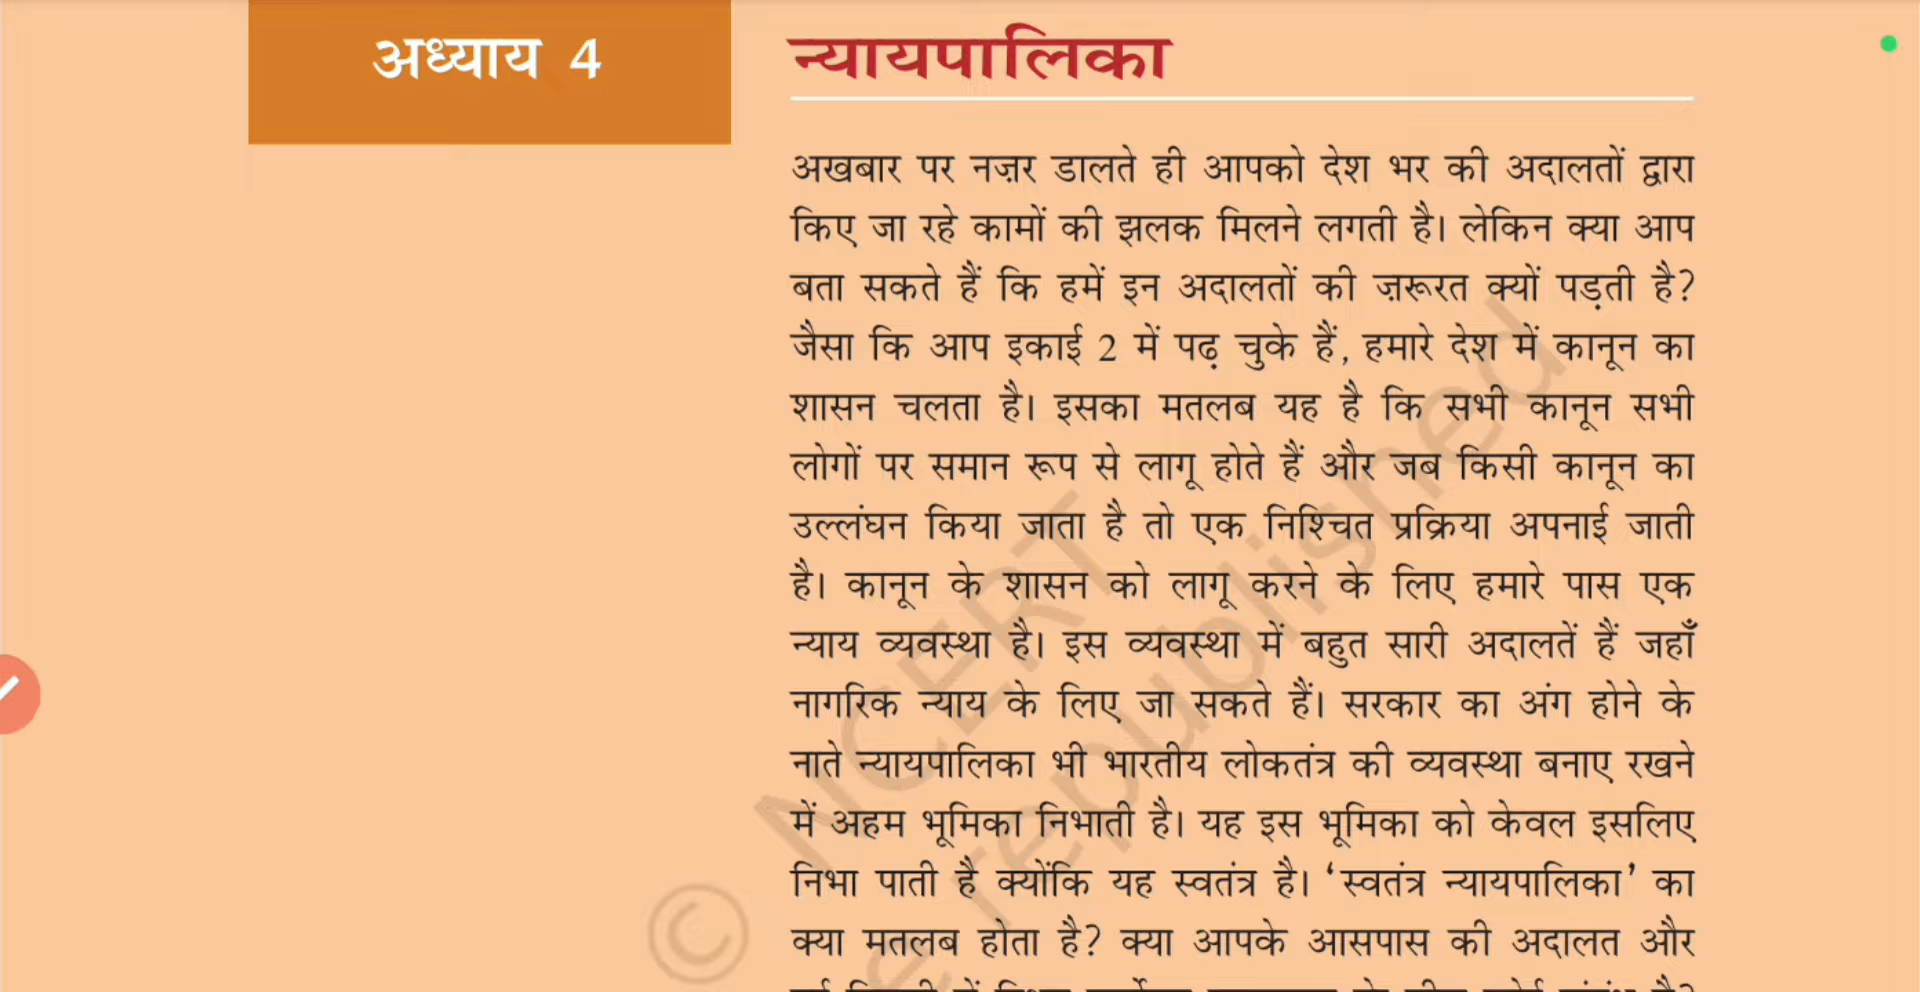 अध्याय 4
न्यायपालिका
अखबार पर नज़र डालते ही आपको देश भर की अदालतों द्वारा
किए जा रहे कामों की झलक मिलने लगती है। लेकिन क्या आप
बता सकते हैं कि हमें इन अदालतों की ज़रूरत क्यों पड़ती है?
जैसा कि आप इकाई 2 में पढ़ चुके हैं, हमारे देश में कानून का
शासन चलता है। इसका मतलब यह है कि सभी कानून सभी
लोगों पर समान रूप से लागू होते हैं और जब किसी कानून का
उल्लंघन किया जाता है तो एक निश्चित प्रक्रिया अपनाई जाती
है। कानून के शासन को लागू करने के लिए हमारे पास एक
न्याय व्यवस्था है। इस व्यवस्था में बहुत सारी अदालतें हैं जहाँ
नागरिक न्याय के लिए जा सकते हैं। सरकार का अंग होने के
नाते न्यायपालिका भी भारतीय लोकतंत्र की व्यवस्था बनाए रखने
में अहम भूमिका निभाती है। यह इस भूमिका को केवल इसलिए
निभा पाती है क्योंकि यह स्वतंत्र है। ‘स्वतंत्र न्यायपालिका’ का
क्या मतलब होता है? क्या आपके आसपास की अदालत और
© NCERT
republished